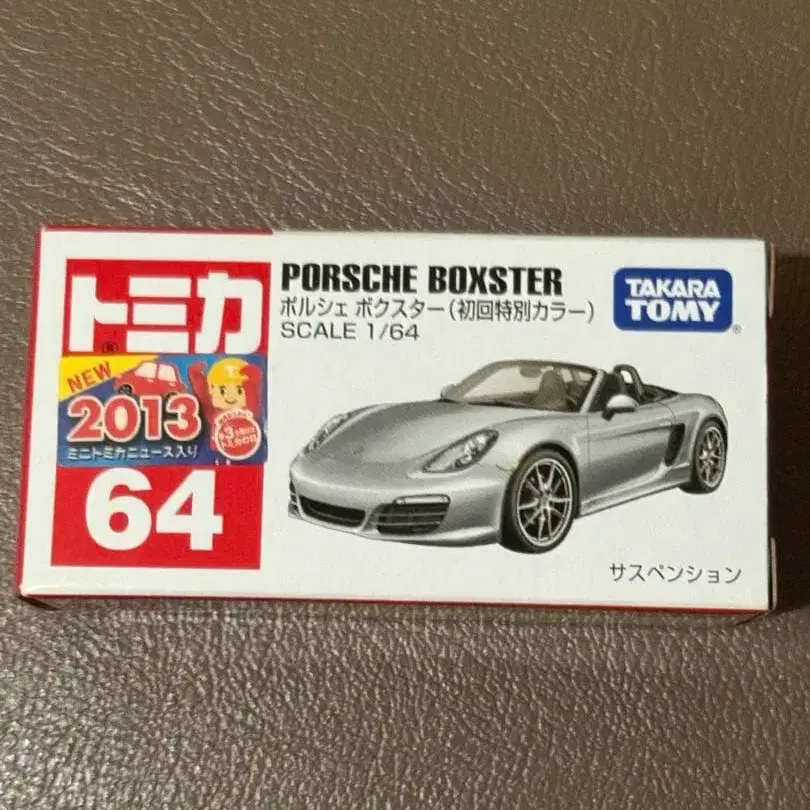 PORSCHE BOXSTER
ポルシェ ボクスター(初回特別カラー)
SCALE 1/64
TAKARA
TOMY®
トミカ
®
NEW
2013
ミニトミカニュース入り
64
サスペンション